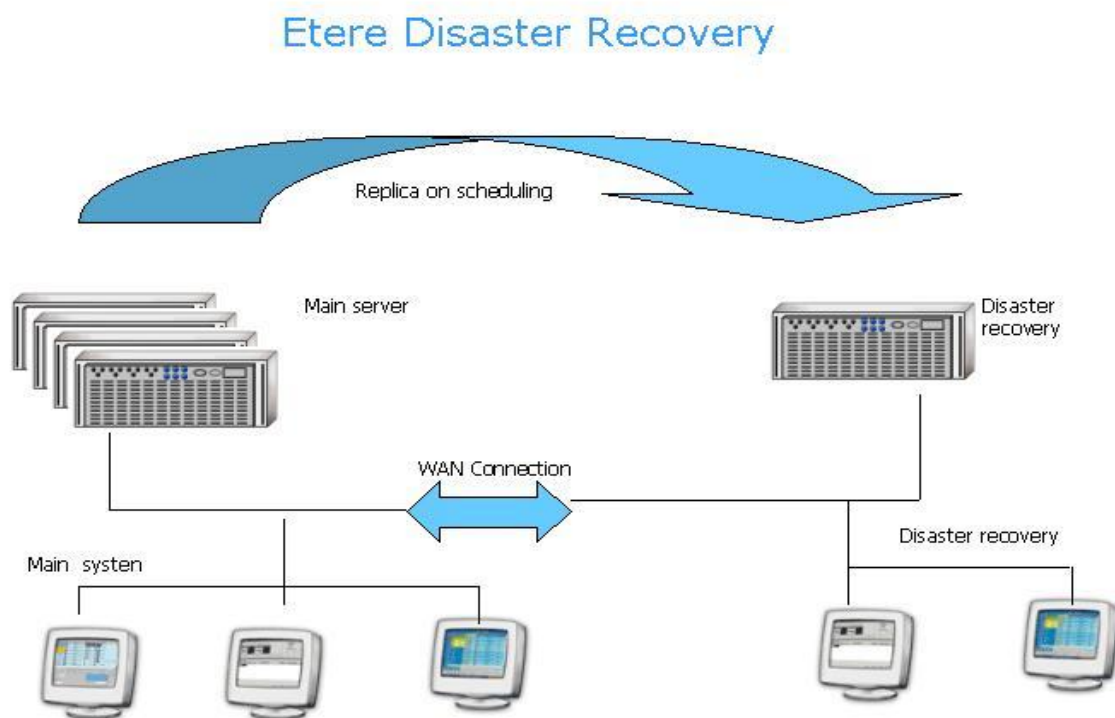 Etere Disaster Recovery
Replica on scheduling
Main server
Disaster
recovery
WAN Connection
Disaster recovery
Main systen